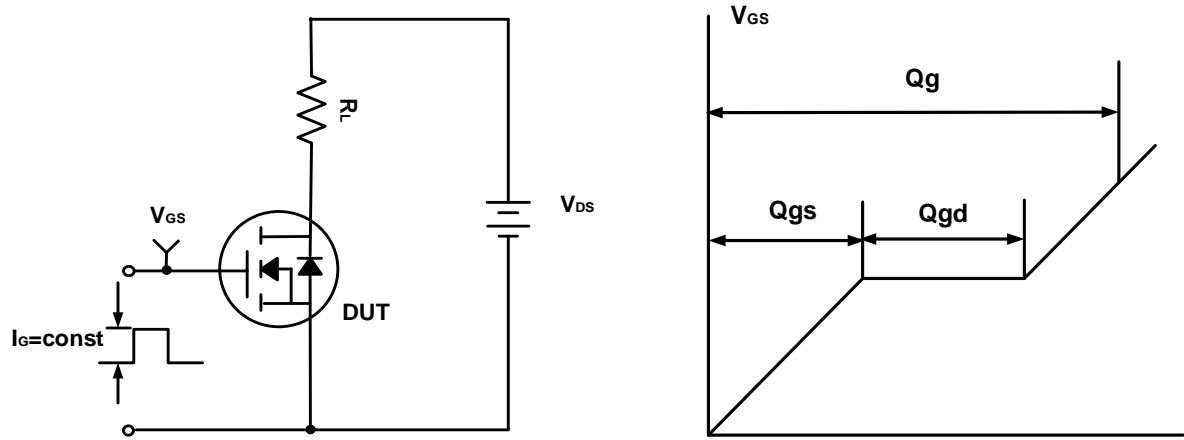 RL
VGS
VDS
DUT
IG=const
VGS
Qg
Qgs
Qgd